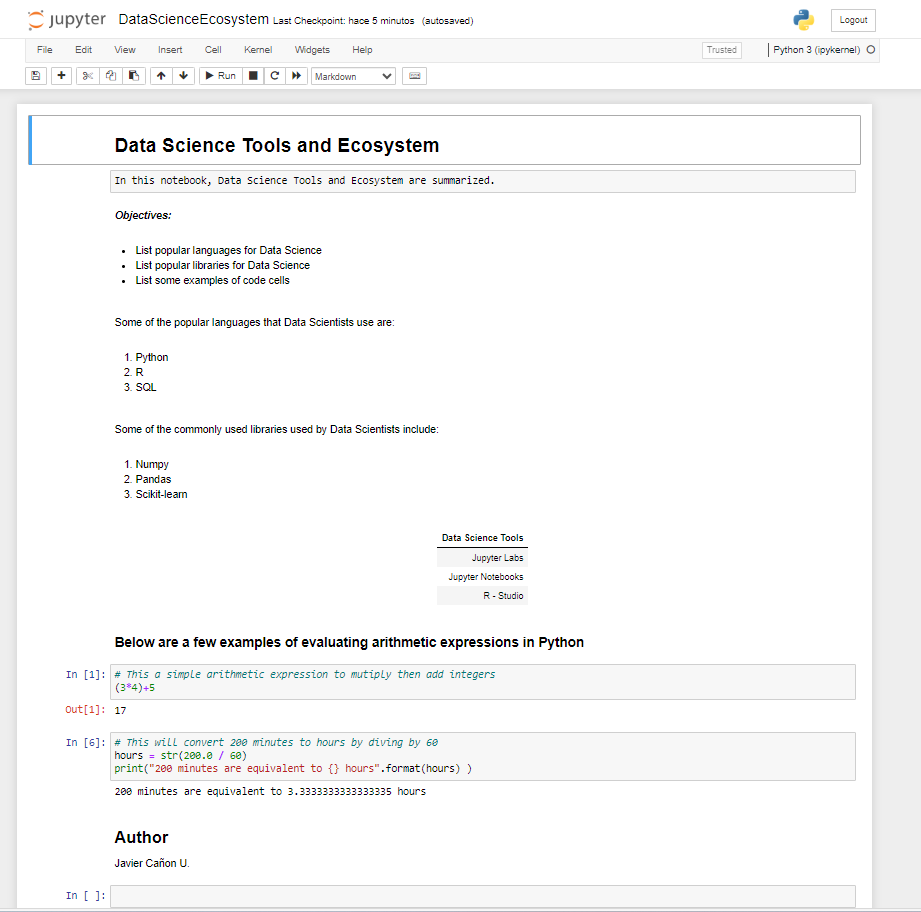 jupyter DataScienceEcosystem Last Checkpoint: hace 5 minutos (autosaved) Logout
File Edit View Insert Cell Kernel Widgets Help Trusted Python 3 (ipykernel)
Run Markdown
Data Science Tools and Ecosystem
In this notebook, Data Science Tools and Ecosystem are summarized.
Objectives:
• List popular languages for Data Science
• List popular libraries for Data Science
• List some examples of code cells
Some of the popular languages that Data Scientists use are:
1. Python
2. R
3. SQL
Some of the commonly used libraries used by Data Scientists include:
1. Numpy
2. Pandas
3. Scikit-learn
Data Science Tools
Jupyter Labs
Jupyter Notebooks
R - Studio
Below are a few examples of evaluating arithmetic expressions in Python
In [1]: # This a simple arithmetic expression to mutiply then add integers
(3*4)+5
Out[1]: 17
In [6]: # This will convert 200 minutes to hours by diving by 60
hours = str(200.0 / 60)
print("200 minutes are equivalent to {} hours".format(hours) )
200 minutes are equivalent to 3.3333333333333335 hours
Author
Javier Cañon U.
In [ ]: